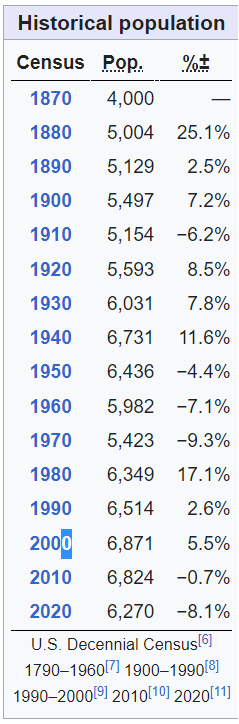 Historical population
Census Pop. %±
1870 4,000 —
1880 5,004 25.1%
1890 5,129 2.5%
1900 5,497 7.2%
1910 5,154 −6.2%
1920 5,593 8.5%
1930 6,031 7.8%
1940 6,731 11.6%
1950 6,436 −4.4%
1960 5,982 −7.1%
1970 5,423 −9.3%
1980 6,349 17.1%
1990 6,514 2.6%
2000 6,871 5.5%
2010 6,824 −0.7%
2020 6,270 −8.1%
U.S. Decennial Census[6]
1790–1960[7] 1900–1990[8]
1990–2000[9] 2010[10] 2020[11]